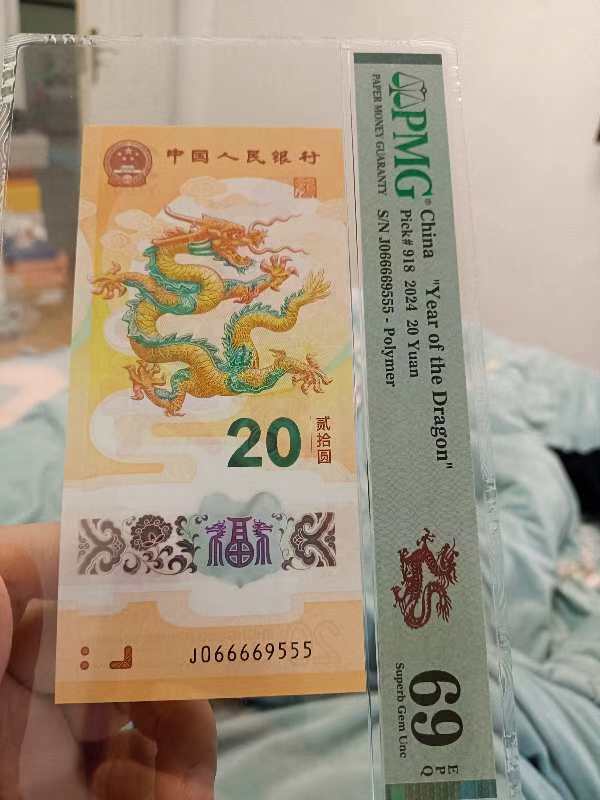 中国人民银行
20
贰拾圆
福
J066669555
PMG®
PAPER MONEY GUARANTY
China "Year of the Dragon"
Pick# 918 2024 20 Yuan
S/N J066669555 - Polymer
69 EPQ
Superb Gem Unc